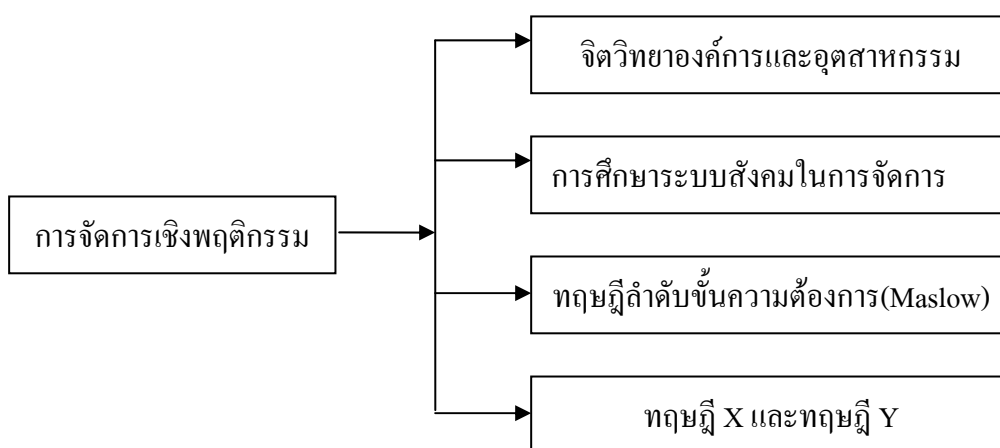 จิตวิทยาองค์การและอุตสาหกรรม
การศึกษาระบบสังคมในการจัดการ
การจัดการเชิงพฤติกรรม
ทฤษฎีลำดับขั้นความต้องการ(Maslow)
ทฤษฎี X และทฤษฎี Y